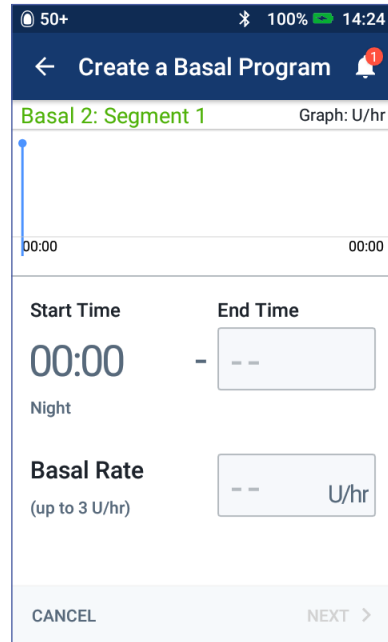 50+ 100% 14:24
Create a Basal Program 1
Basal 2: Segment 1 Graph: U/hr
00:00 00:00
Start Time End Time
00:00 - --
Night
Basal Rate -- U/hr
(up to 3 U/hr)
CANCEL NEXT >